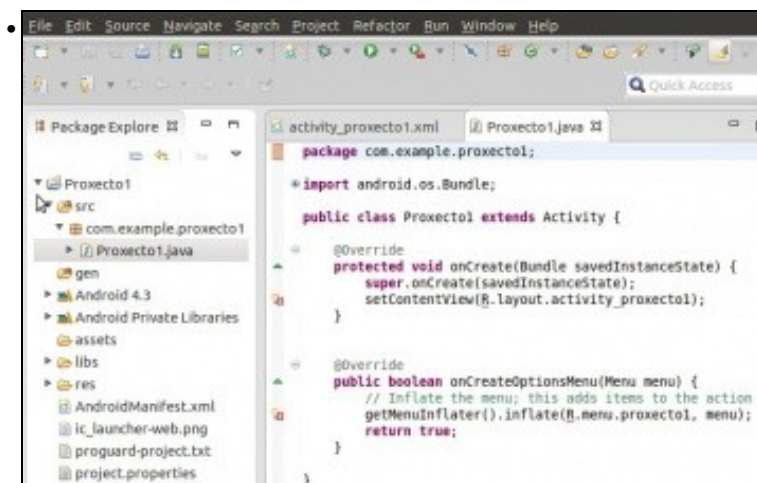 File Edit Source Navigate Search Project Refactor Run Window Help
Quick Access
Package Explore
activity_proxecto1.xml
Proxecto1.java
Proxecto1
src
com.example.proxecto1
Proxecto1.java
gen
Android 4.3
Android Private Libraries
assets
libs
res
AndroidManifest.xml
ic_launcher-web.png
proguard-project.txt
project.properties
package com.example.proxecto1;
import android.os.Bundle;
public class Proxecto1 extends Activity {
@Override
protected void onCreate(Bundle savedInstanceState) {
super.onCreate(savedInstanceState);
setContentView(R.layout.activity_proxecto1);
}
@Override
public boolean onCreateOptionsMenu(Menu menu) {
// Inflate the menu; this adds items to the action
getMenuInflater().inflate(R.menu.proxecto1, menu);
return true;
}
}